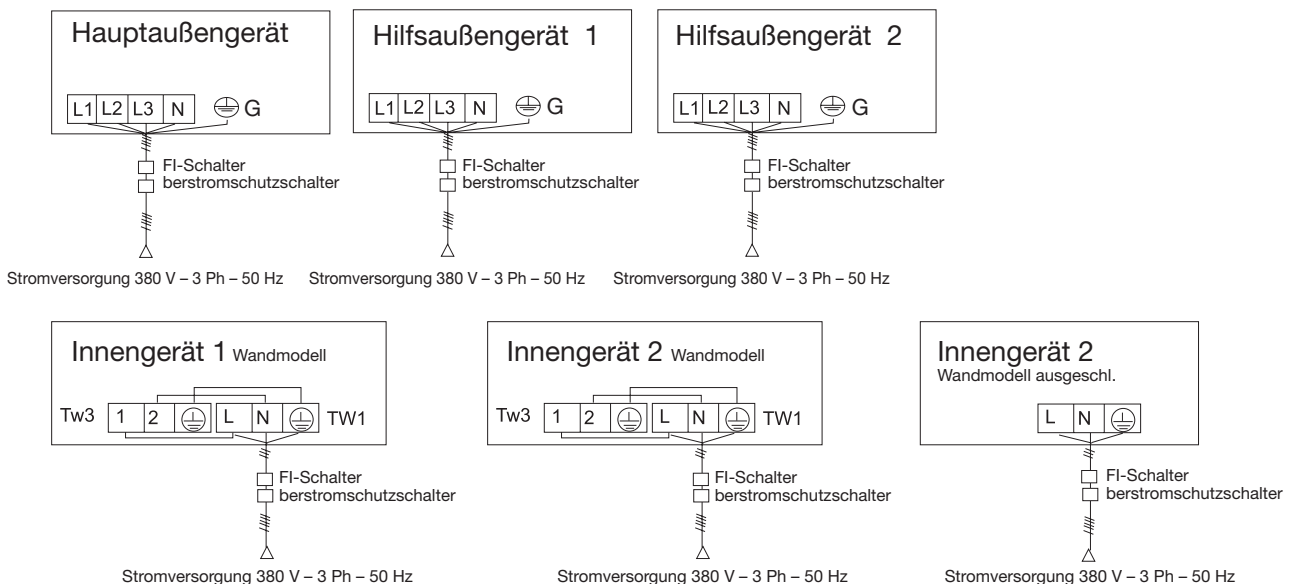 Hauptaußengerät
L1 L2 L3 N G
FI-Schalter
berstromschutzschalter
Stromversorgung 380 V – 3 Ph – 50 Hz
Hilfsaußengerät 1
L1 L2 L3 N G
FI-Schalter
berstromschutzschalter
Stromversorgung 380 V – 3 Ph – 50 Hz
Hilfsaußengerät 2
L1 L2 L3 N G
FI-Schalter
berstromschutzschalter
Stromversorgung 380 V – 3 Ph – 50 Hz
Innengerät 1 Wandmodell
Tw3 1 2 L N TW1
FI-Schalter
berstromschutzschalter
Stromversorgung 380 V – 3 Ph – 50 Hz
Innengerät 2 Wandmodell
Tw3 1 2 L N TW1
FI-Schalter
berstromschutzschalter
Stromversorgung 380 V – 3 Ph – 50 Hz
Innengerät 2
Wandmodell ausgeschl.
L N
FI-Schalter
berstromschutzschalter
Stromversorgung 380 V – 3 Ph – 50 Hz